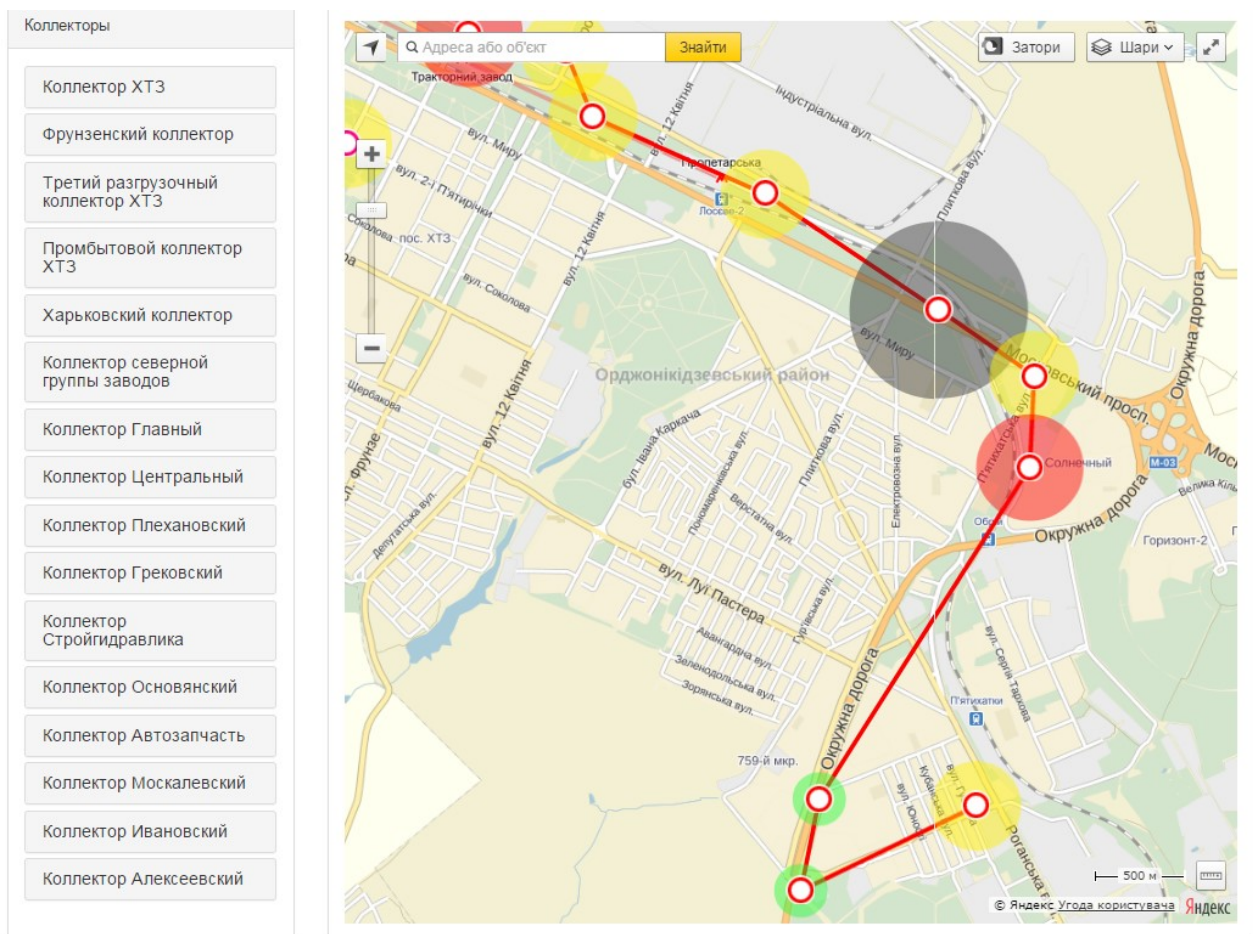 Коллекторы
Коллектор ХТЗ
Фрунзенский коллектор
Третий разгрузочный
коллектор ХТЗ
Промбытовой коллектор
ХТЗ
Харьковский коллектор
Коллектор северной
группы заводов
Коллектор Главный
Коллектор Центральный
Коллектор Плехановский
Коллектор Грековский
Коллектор
Стройгидравлика
Коллектор Основянский
Коллектор Автозапчасть
Коллектор Москалевский
Коллектор Ивановский
Коллектор Алексеевский
Адреса або об'єкт
Знайти
Затори
Шари
Тракторний завод
вул. 12 Квітня
Індустріальна вул.
вул. Миру
Пролетарська
Плиткова вул.
вул. 2-ї П'ятирічки
Лосєво-2
Соколова
пос. ХТЗ
вул. 12 Квітня
вул. Соколова
Окружна дорога
вул. Миру
Московський просп.
Орджонікідзевський район
Щербакова
вул. 12 Квітня
бул. Івана Каркача
Плиткова вул.
П'ятихатська вул.
Солнечный
М-03
Фрунзе
Пономаренківська вул.
Електровозна вул.
Верстатна вул.
Депутатська вул.
Окружна дорога
Горизонт-2
вул. Луї Пастера
Гур'ївська вул.
Авангардна вул.
Зеленодольська вул.
Зорянська вул.
вул. Сергія Тархова
П'ятихатки
Окружна дорога
759-й мкр.
Кубанська вул.
Роганська вул.
500 м
© Яндекс Угода користувача Яндекс